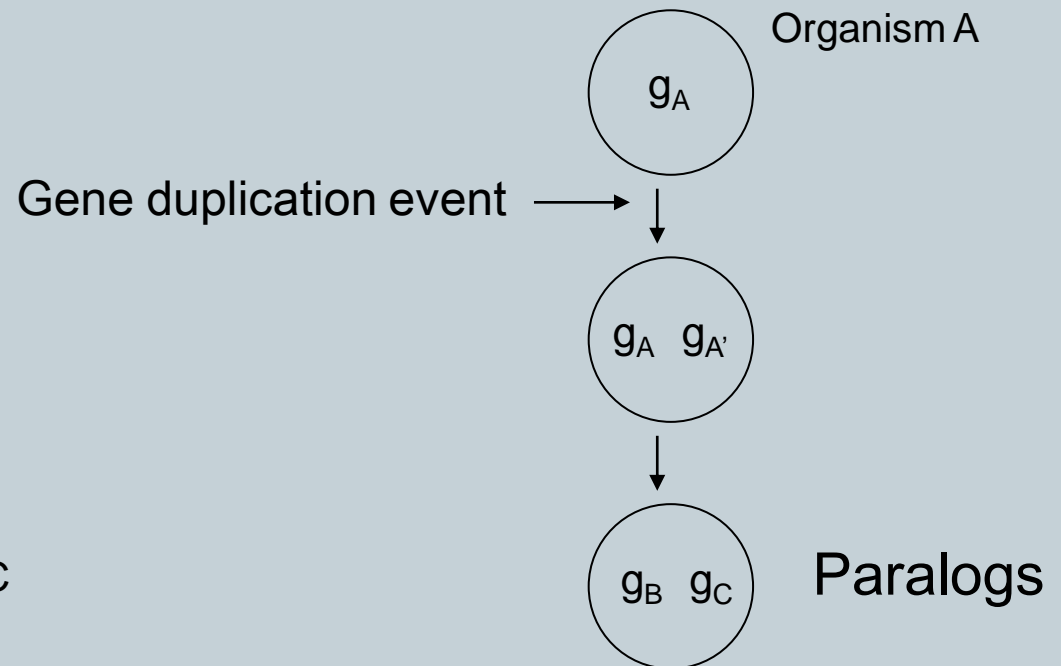 Organism A
gA
Gene duplication event
gA gA’
C
gB gC
Paralogs